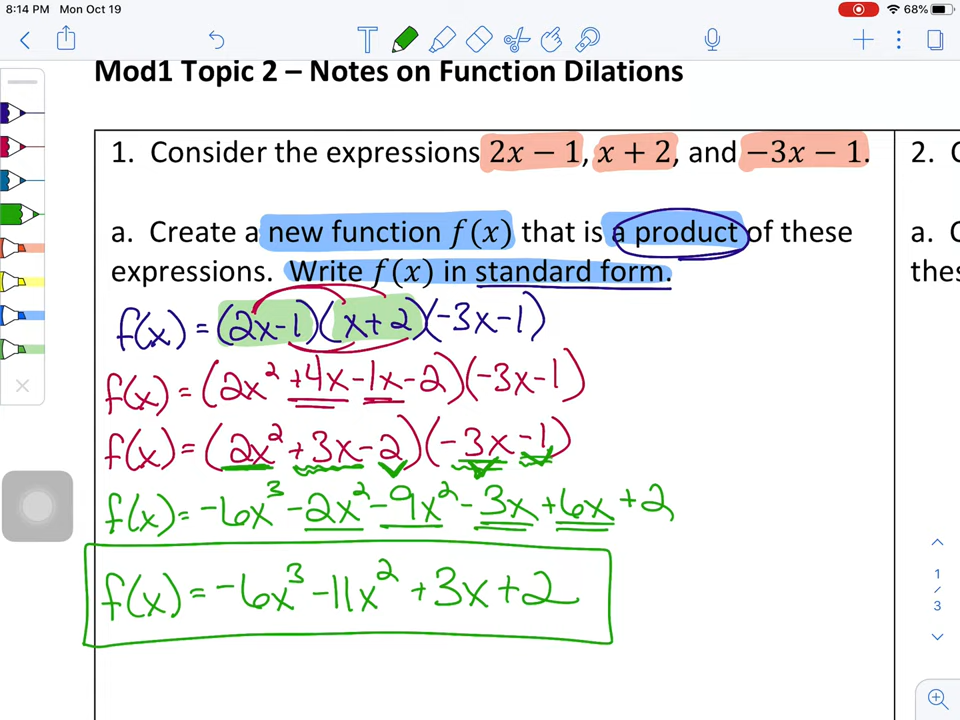 8:14 PM Mon Oct 19
68%
T
Mod1 Topic 2 – Notes on Function Dilations
1. Consider the expressions 2x − 1, x + 2, and −3x − 1.
2. C
a. Create a new function f(x) that is a product of these
a. C
expressions. Write f(x) in standard form.
thes
f(x) = (2x-1)(x+2)(-3x-1)
f(x) = (2x² +4x -1x -2)(-3x-1)
f(x) = (2x² +3x -2)(-3x -1)
f(x) = -6x³ -2x² -9x² -3x +6x +2
f(x) = -6x³ -11x² +3x +2
1
/
3